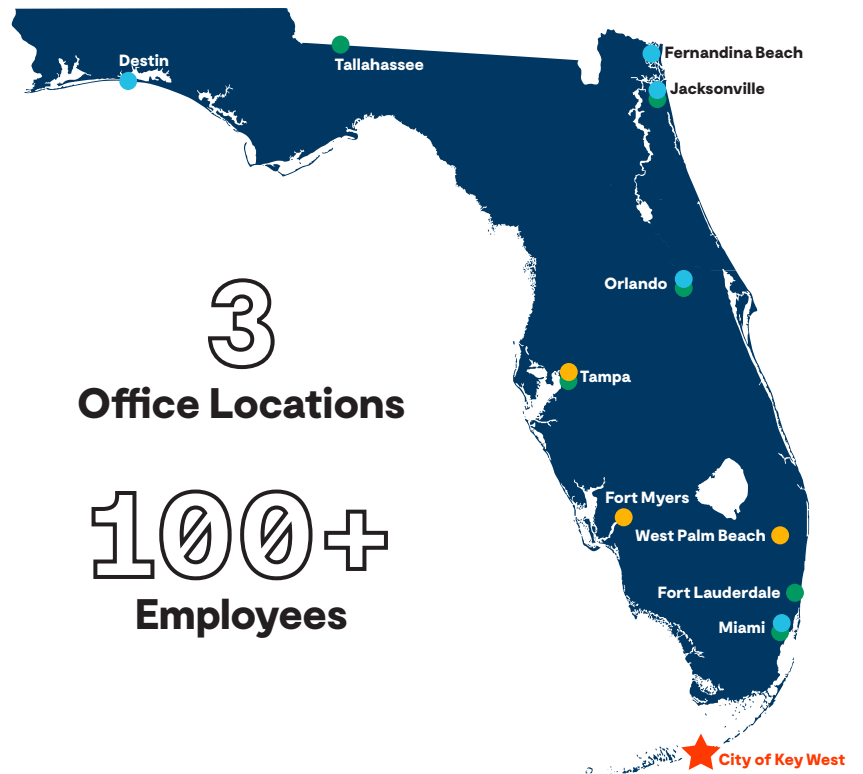 Destin
Tallahassee
Fernandina Beach
Jacksonville
Orlando
Tampa
3
Office Locations
100+
Employees
Fort Myers
West Palm Beach
Fort Lauderdale
Miami
City of Key West